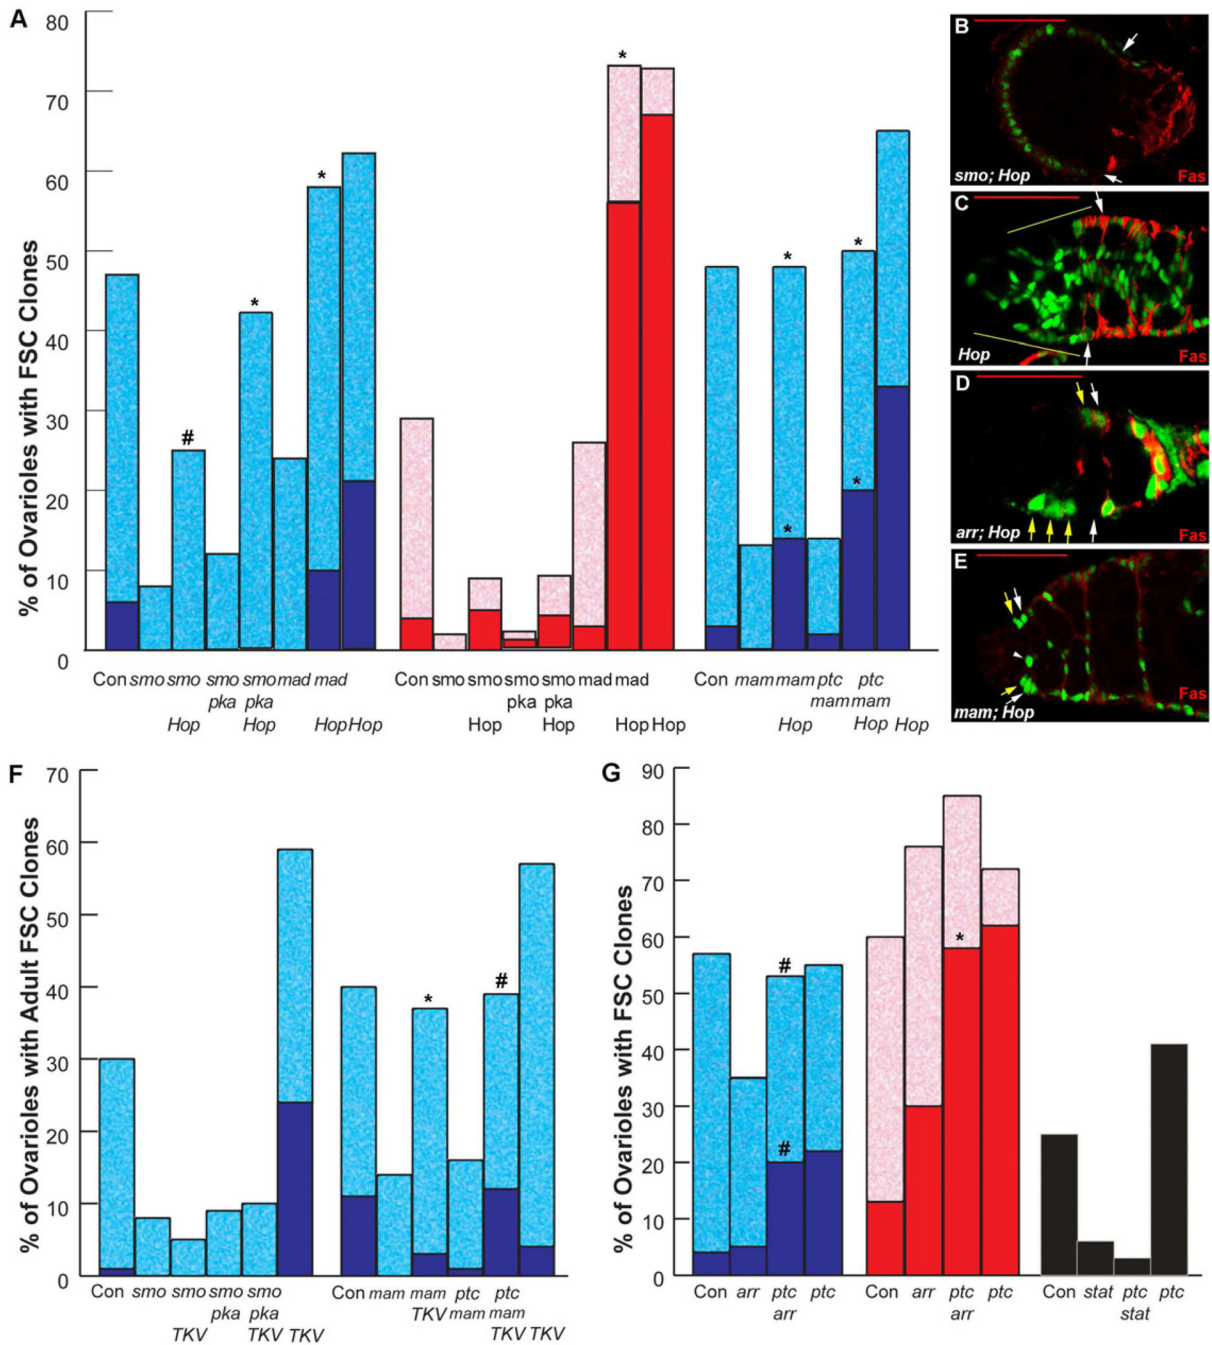 A
% of Ovarioles with FSC Clones
80
70
60
50
40
30
20
10
0
* # * * * * * * *
Con smo smo smo smo mad mad Con smo smo smo smo mad mad Con mam mam ptc ptc
pka pka pka pka mam mam
Hop Hop Hop Hop Hop Hop Hop Hop Hop Hop Hop
B
smo; Hop Fas
C
Hop Fas
D
arr; Hop Fas
E
mam; Hop Fas
F
% of Ovarioles with Adult FSC Clones
70
60
50
40
30
20
10
0
* #
Con smo smo smo smo Con mam mam ptc ptc
pka pka TKV mam mam
TKV TKV TKV TKV TKV
G
% of Ovarioles with FSC Clones
90
80
70
60
50
40
30
20
10
0
# # *
Con arr ptc ptc Con arr ptc ptc Con stat ptc ptc
arr arr stat